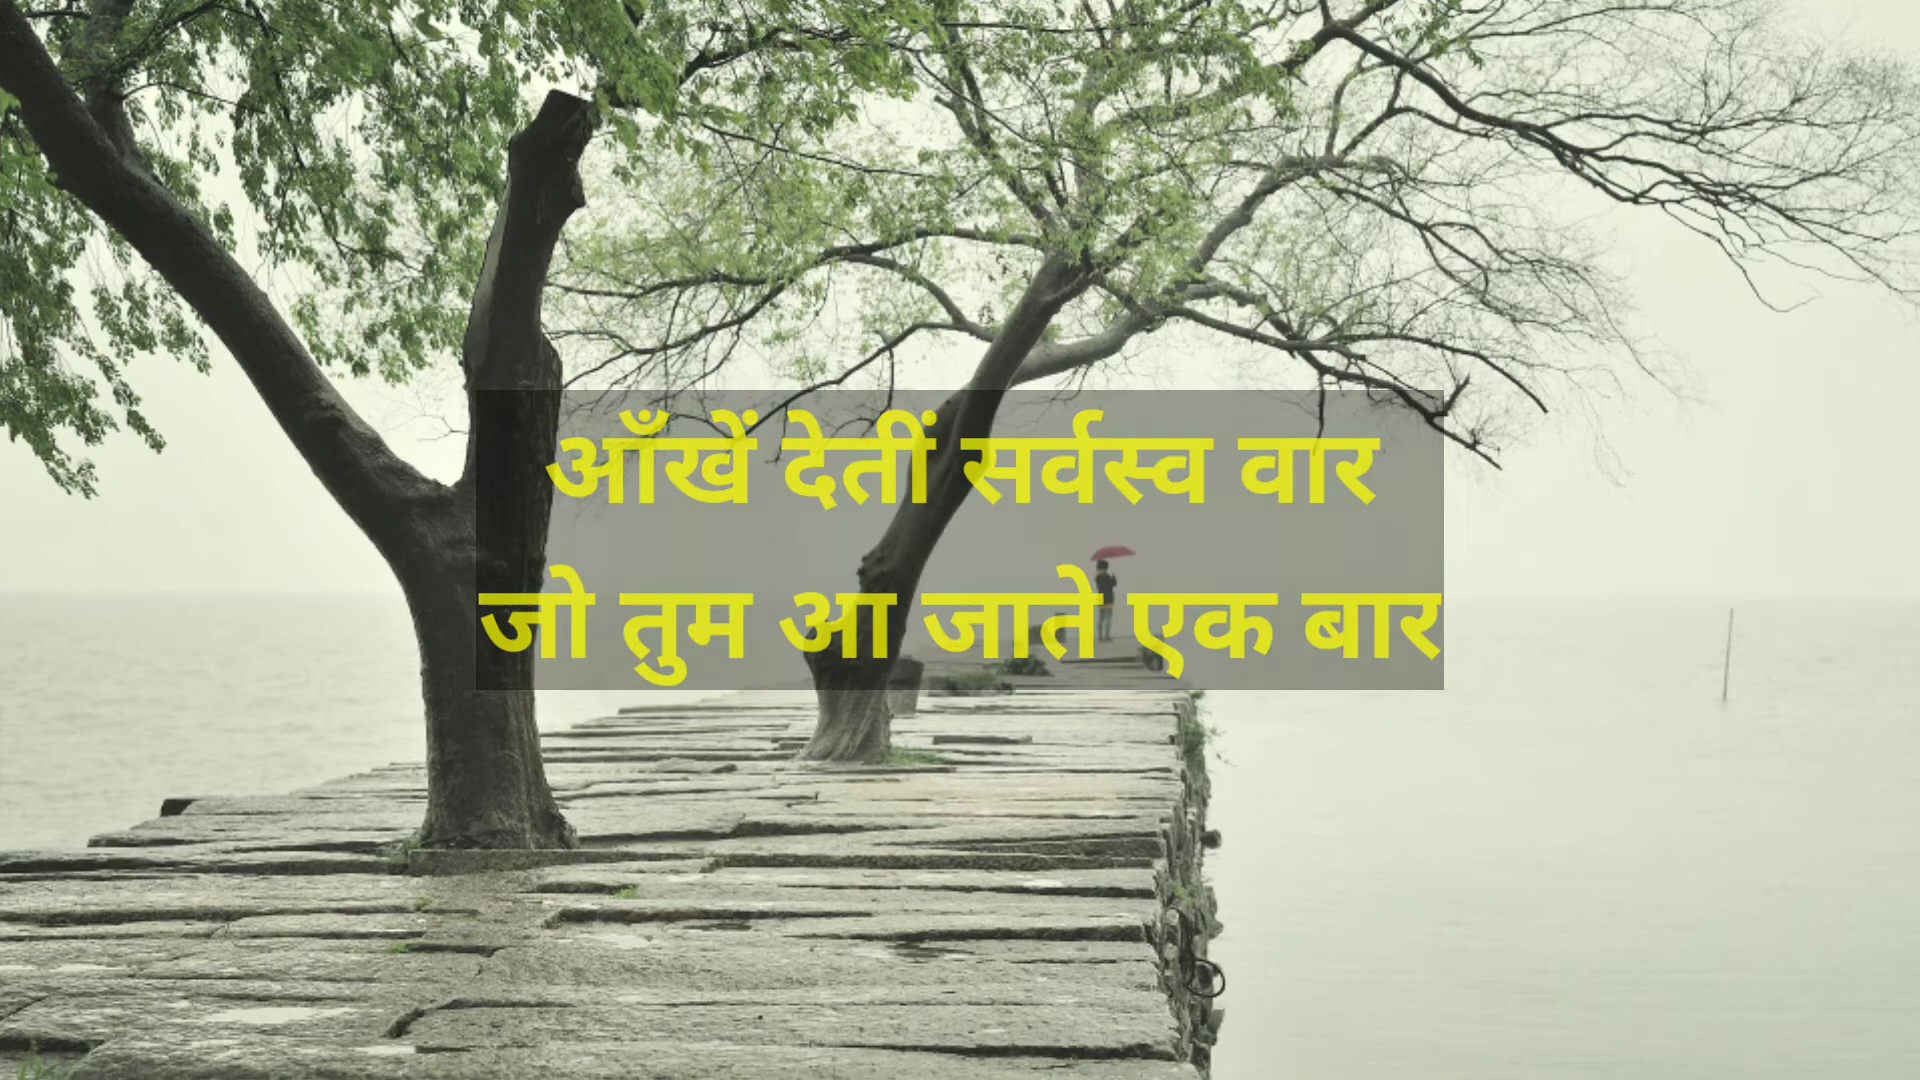 आँखें देतीं सर्वस्व वार
जो तुम आ जाते एक बार